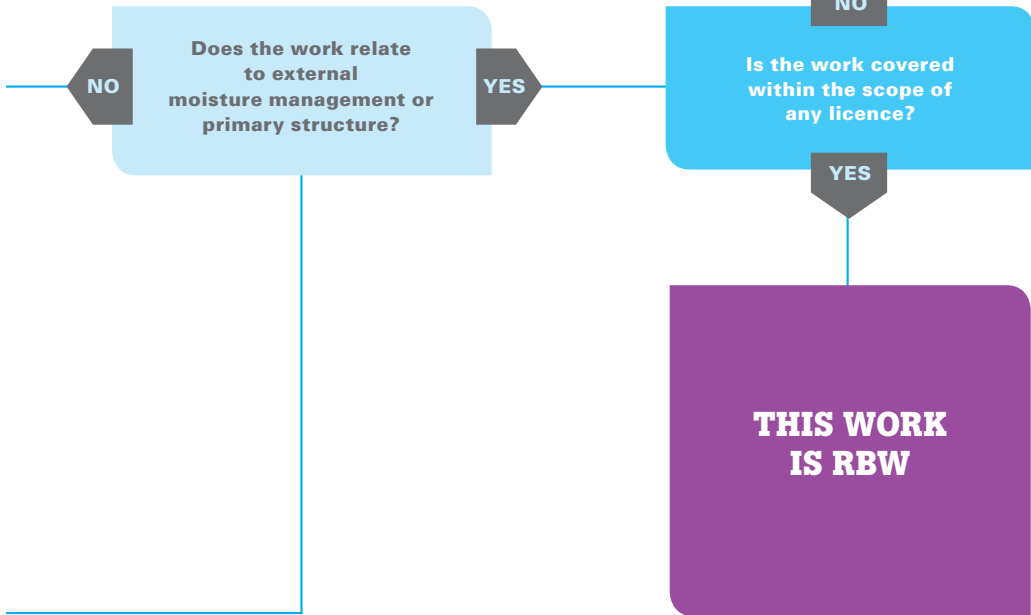 NO
Does the work relate
to external
moisture management or
primary structure?
NO
YES
Is the work covered
within the scope of
any licence?
YES
THIS WORK
IS RBW